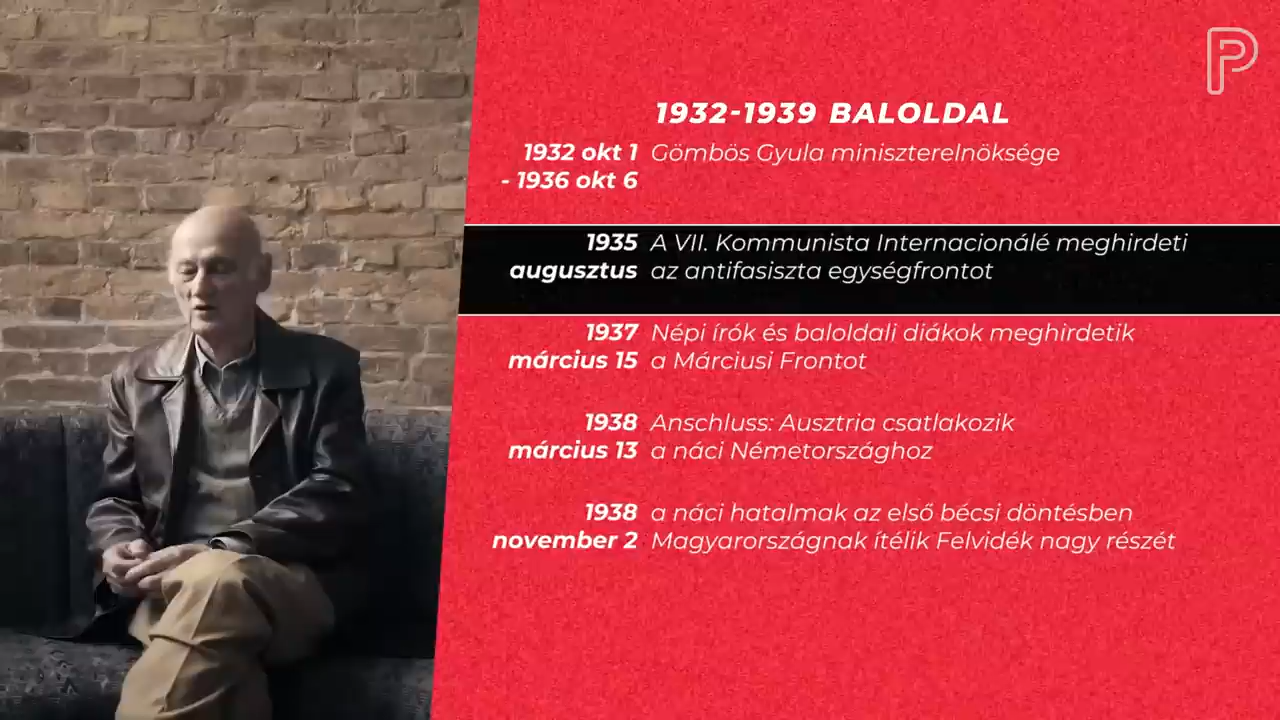 P
1932-1939 BALOLDAL
1932 okt 1 Gömbös Gyula miniszterelnöksége
- 1936 okt 6
1935 A VII. Kommunista Internacionálé meghirdeti
augusztus az antifasiszta egységfrontot
1937 Népi írók és baloldali diákok meghirdetik
március 15 a Márciusi Frontot
1938 Anschluss: Ausztria csatlakozik
március 13 a náci Németországhoz
1938 a náci hatalmak az első bécsi döntésben
november 2 Magyarországnak ítélik Felvidék nagy részét